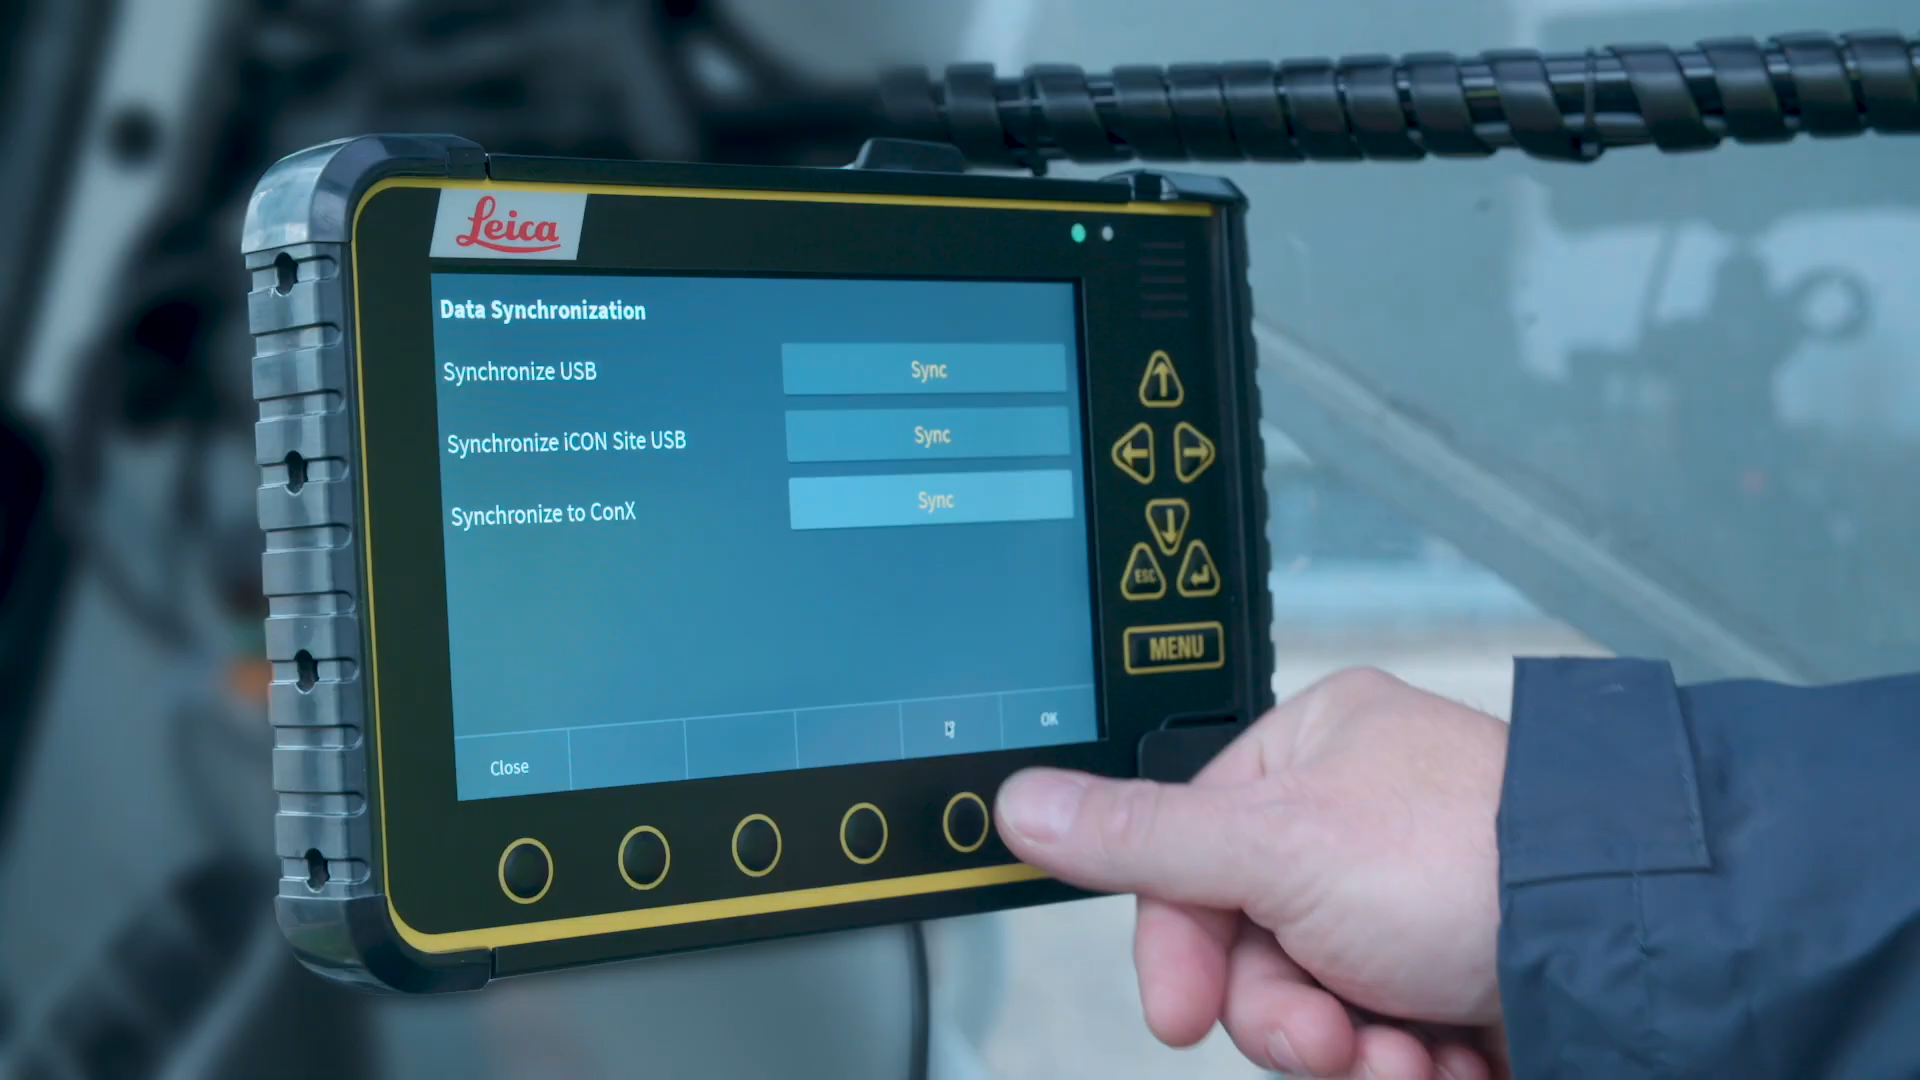 Leica
Data Synchronization
Synchronize USB Sync
Synchronize iCON Site USB Sync
Synchronize to ConX Sync
ESC
MENU
Close OK